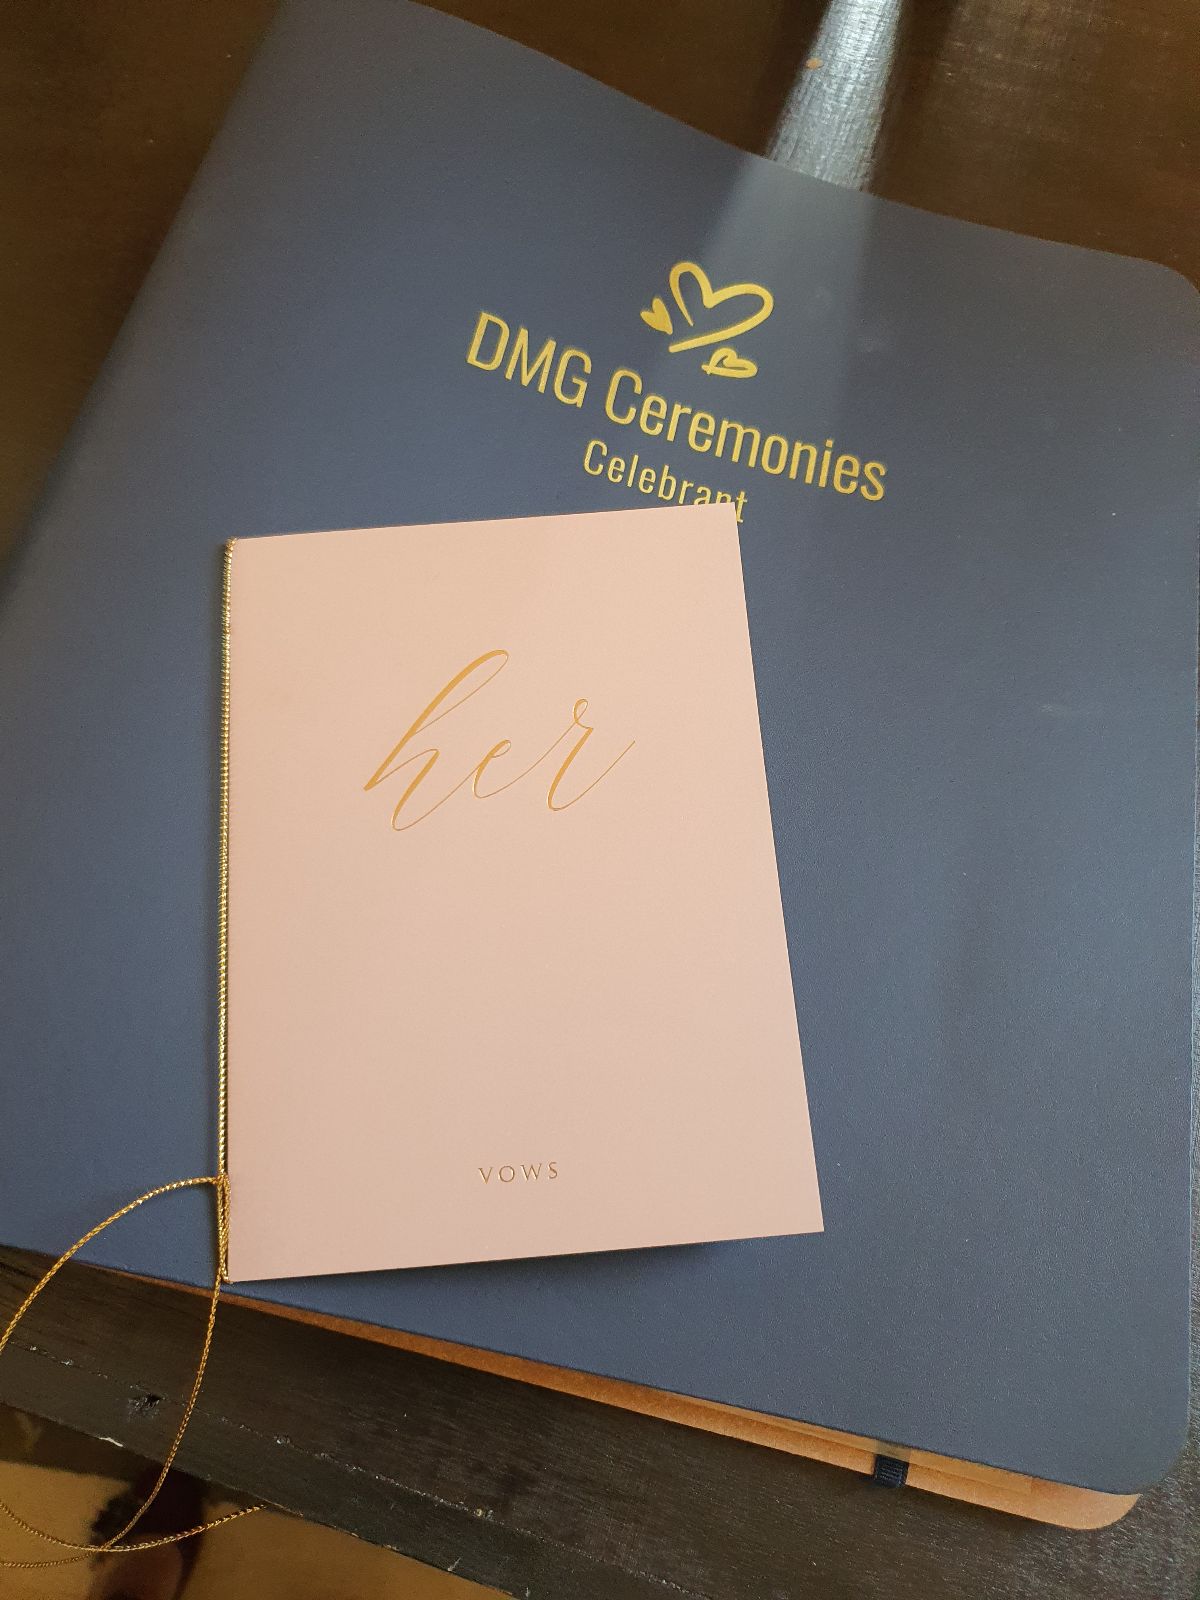 DMG Ceremonies
Celebrant
her
VOWS